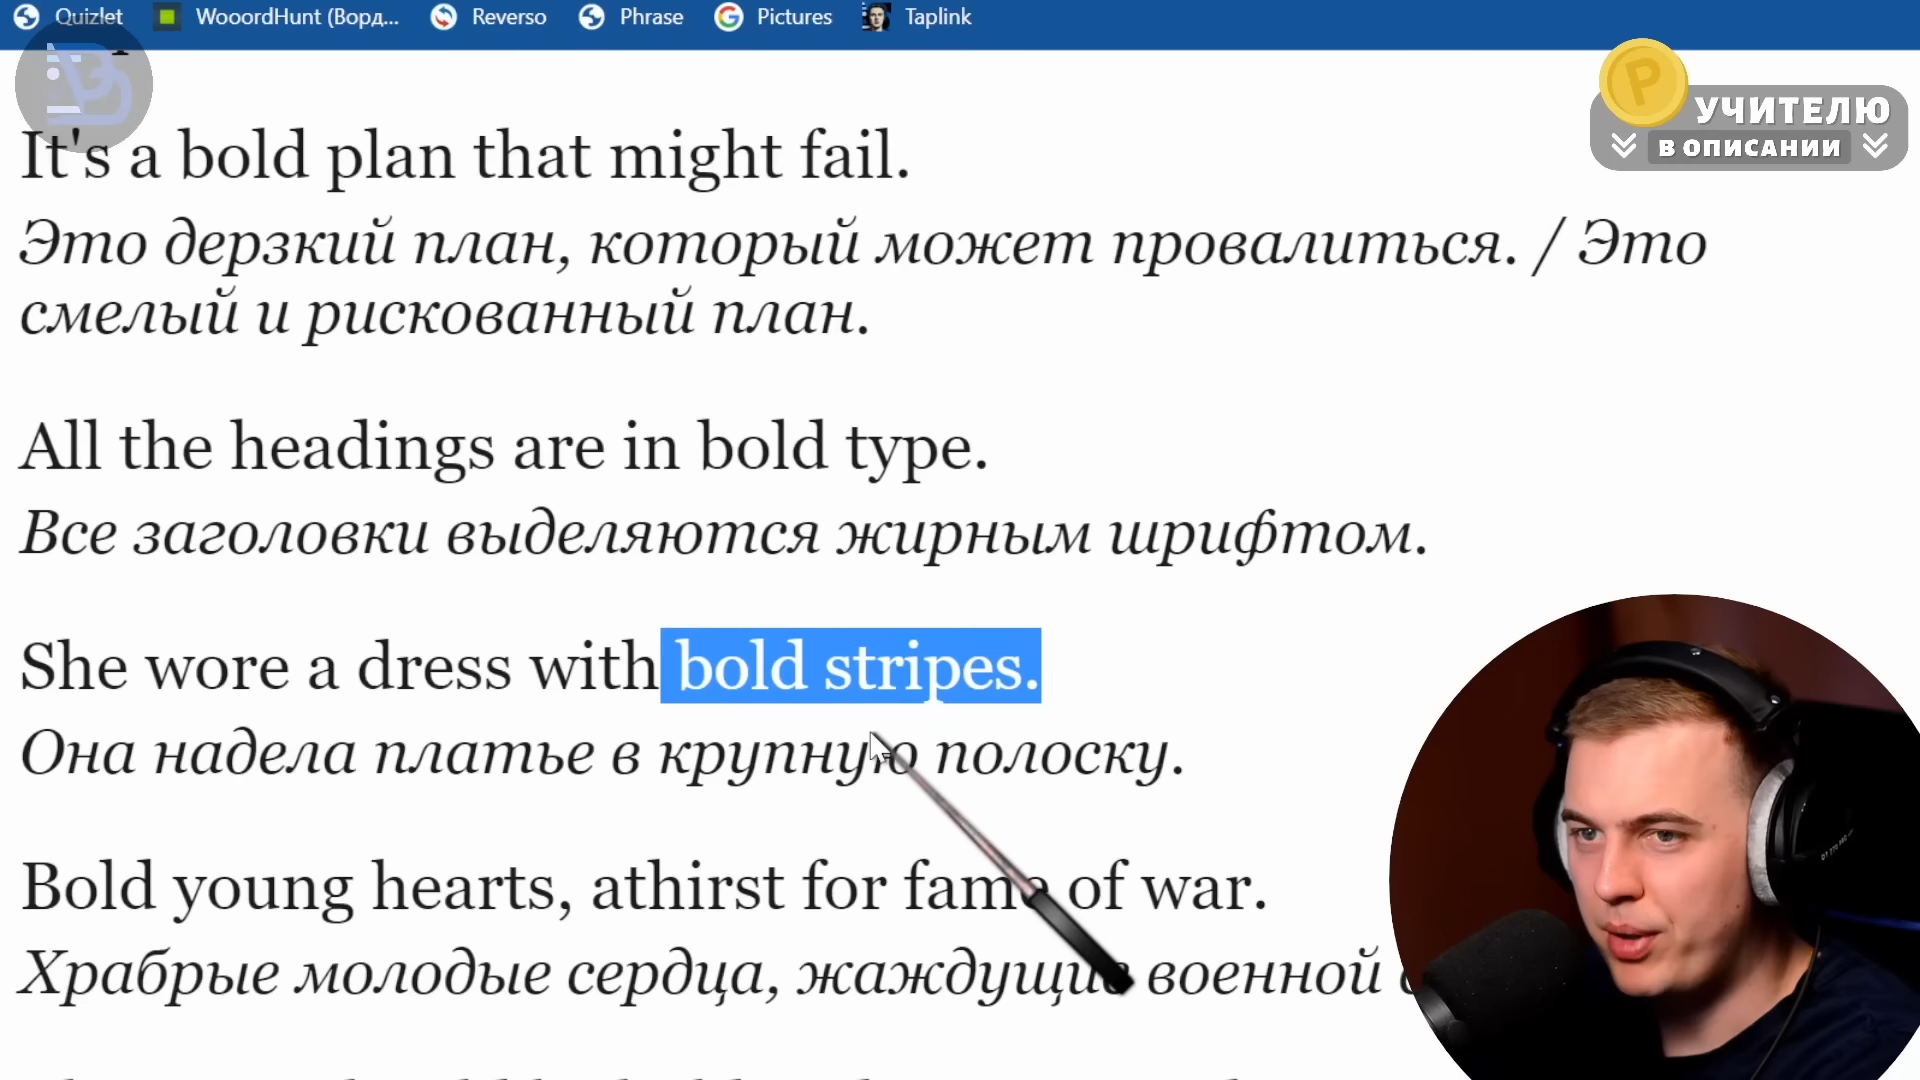 Quizlet WooordHunt (Ворд... Reverso Phrase Pictures Taplink
УЧИТЕЛЮ
В ОПИСАНИИ
It's a bold plan that might fail.
Это дерзкий план, который может провалиться. / Это
смелый и рискованный план.
All the headings are in bold type.
Все заголовки выделяются жирным шрифтом.
She wore a dress with bold stripes.
Она надела платье в крупную полоску.
Bold young hearts, athirst for fame of war.
Храбрые молодые сердца, жаждущие военной